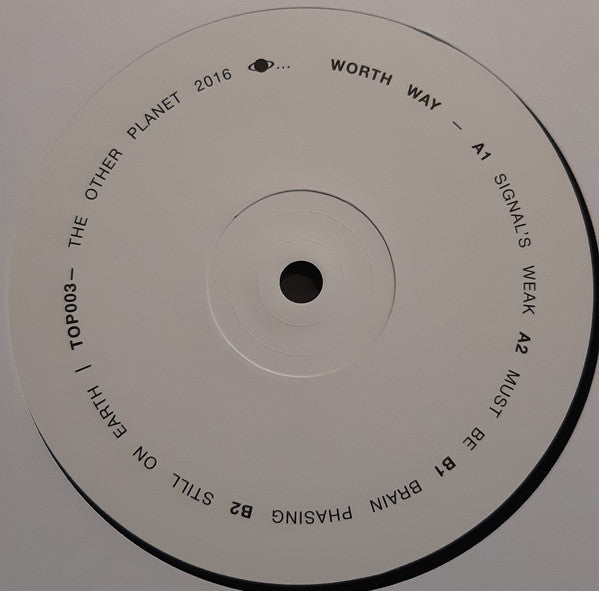 WORTH WAY – A1 SIGNAL'S WEAK A2 MUST BE B1 BRAIN PHASING B2 STILL ON EARTH | TOP003 – THE OTHER PLANET 2016 ...